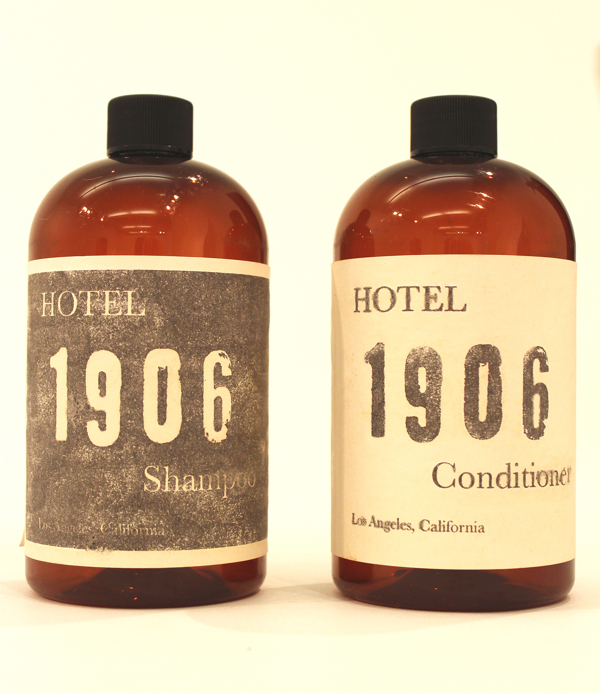 HOTEL
1906
Shampoo
Los Angeles, California
HOTEL
1906
Conditioner
Los Angeles, California